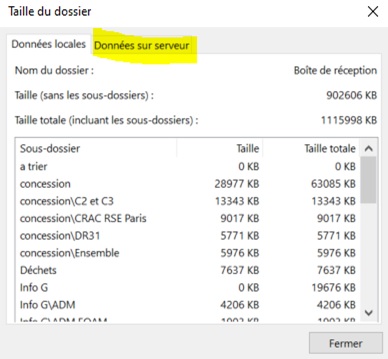 Taille du dossier
Données locales Données sur serveur
Nom du dossier : Boîte de réception
Taille (sans les sous-dossiers) : 902606 KB
Taille totale (incluant les sous-dossiers) : 1115998 KB
Sous-dossier Taille Taille totale
a trier 0 KB 0 KB
concession 28977 KB 63085 KB
concession\C2 et C3 13343 KB 13343 KB
concession\CRAC RSE Paris 9017 KB 9017 KB
concession\DR31 5771 KB 5771 KB
concession\Ensemble 5976 KB 5976 KB
Déchets 7637 KB 7637 KB
Info G 0 KB 19676 KB
Info G\ADM 4206 KB 4206 KB
Fermer